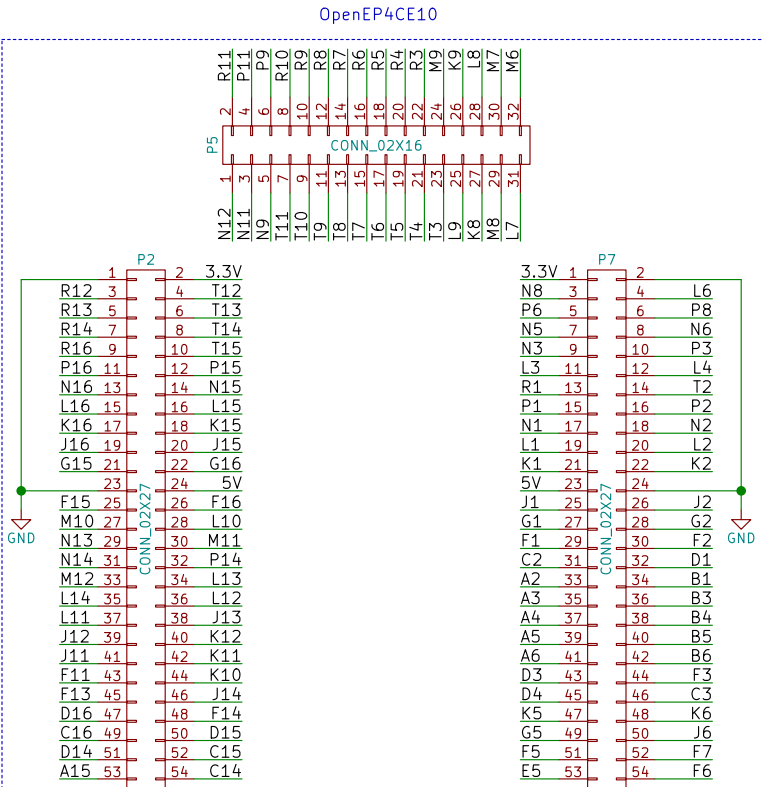 OpenEP4CE10
R11 P11 P9 R10 R9 R8 R7 R6 R5 R4 R3 M9 K9 L8 M7 M6
2 4 6 8 10 12 14 16 18 20 22 24 26 28 30 32
P5 CONN_02X16
1 3 5 7 9 11 13 15 17 19 21 23 25 27 29 31
N12 N11 N9 T11 T10 T9 T8 T7 T6 T5 T4 T3 L9 K8 M8 L7
P2 P7
1 2 3.3V 3.3V 1 2
R12 3 4 T12 N8 3 4 L6
R13 5 6 T13 P6 5 6 P8
R14 7 8 T14 N5 7 8 N6
R16 9 10 T15 N3 9 10 P3
P16 11 12 P15 L3 11 12 L4
N16 13 14 N15 R1 13 14 T2
L16 15 16 L15 P1 15 16 P2
K16 17 18 K15 N1 17 18 N2
J16 19 20 J15 L1 19 20 L2
G15 21 22 G16 K1 21 22 K2
23 24 5V 5V 23 24
F15 25 26 F16 J1 25 26 J2
M10 27 28 L10 G1 27 28 G2
GND CONN_02X27 CONN_02X27 GND
N13 29 30 M11 F1 29 30 F2
N14 31 32 P14 C2 31 32 D1
M12 33 34 L13 A2 33 34 B1
L14 35 36 L12 A3 35 36 B3
L11 37 38 J13 A4 37 38 B4
J12 39 40 K12 A5 39 40 B5
J11 41 42 K11 A6 41 42 B6
F11 43 44 K10 D3 43 44 F3
F13 45 46 J14 D4 45 46 C3
D16 47 48 F14 K5 47 48 K6
C16 49 50 D15 G5 49 50 J6
D14 51 52 C15 F5 51 52 F7
A15 53 54 C14 E5 53 54 F6